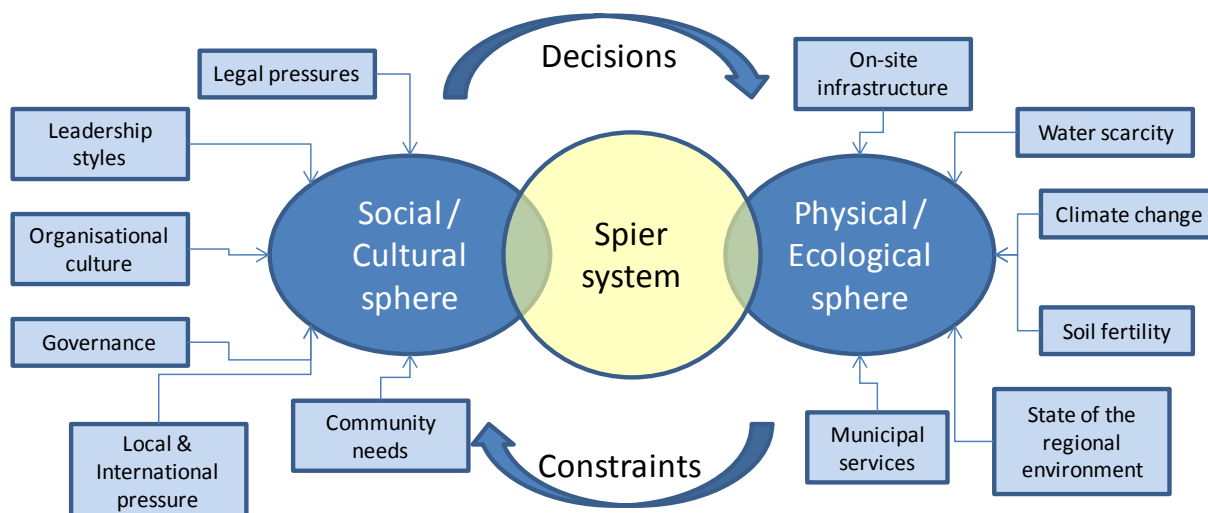 Decisions
Legal pressures
Leadership
styles
Organisational
culture
Governance
Local &
International
pressure
Community
needs
Social /
Cultural
sphere
Spier
system
Physical /
Ecological
sphere
On-site
infrastructure
Water scarcity
Climate change
Soil fertility
State of the
regional
environment
Municipal
services
Constraints